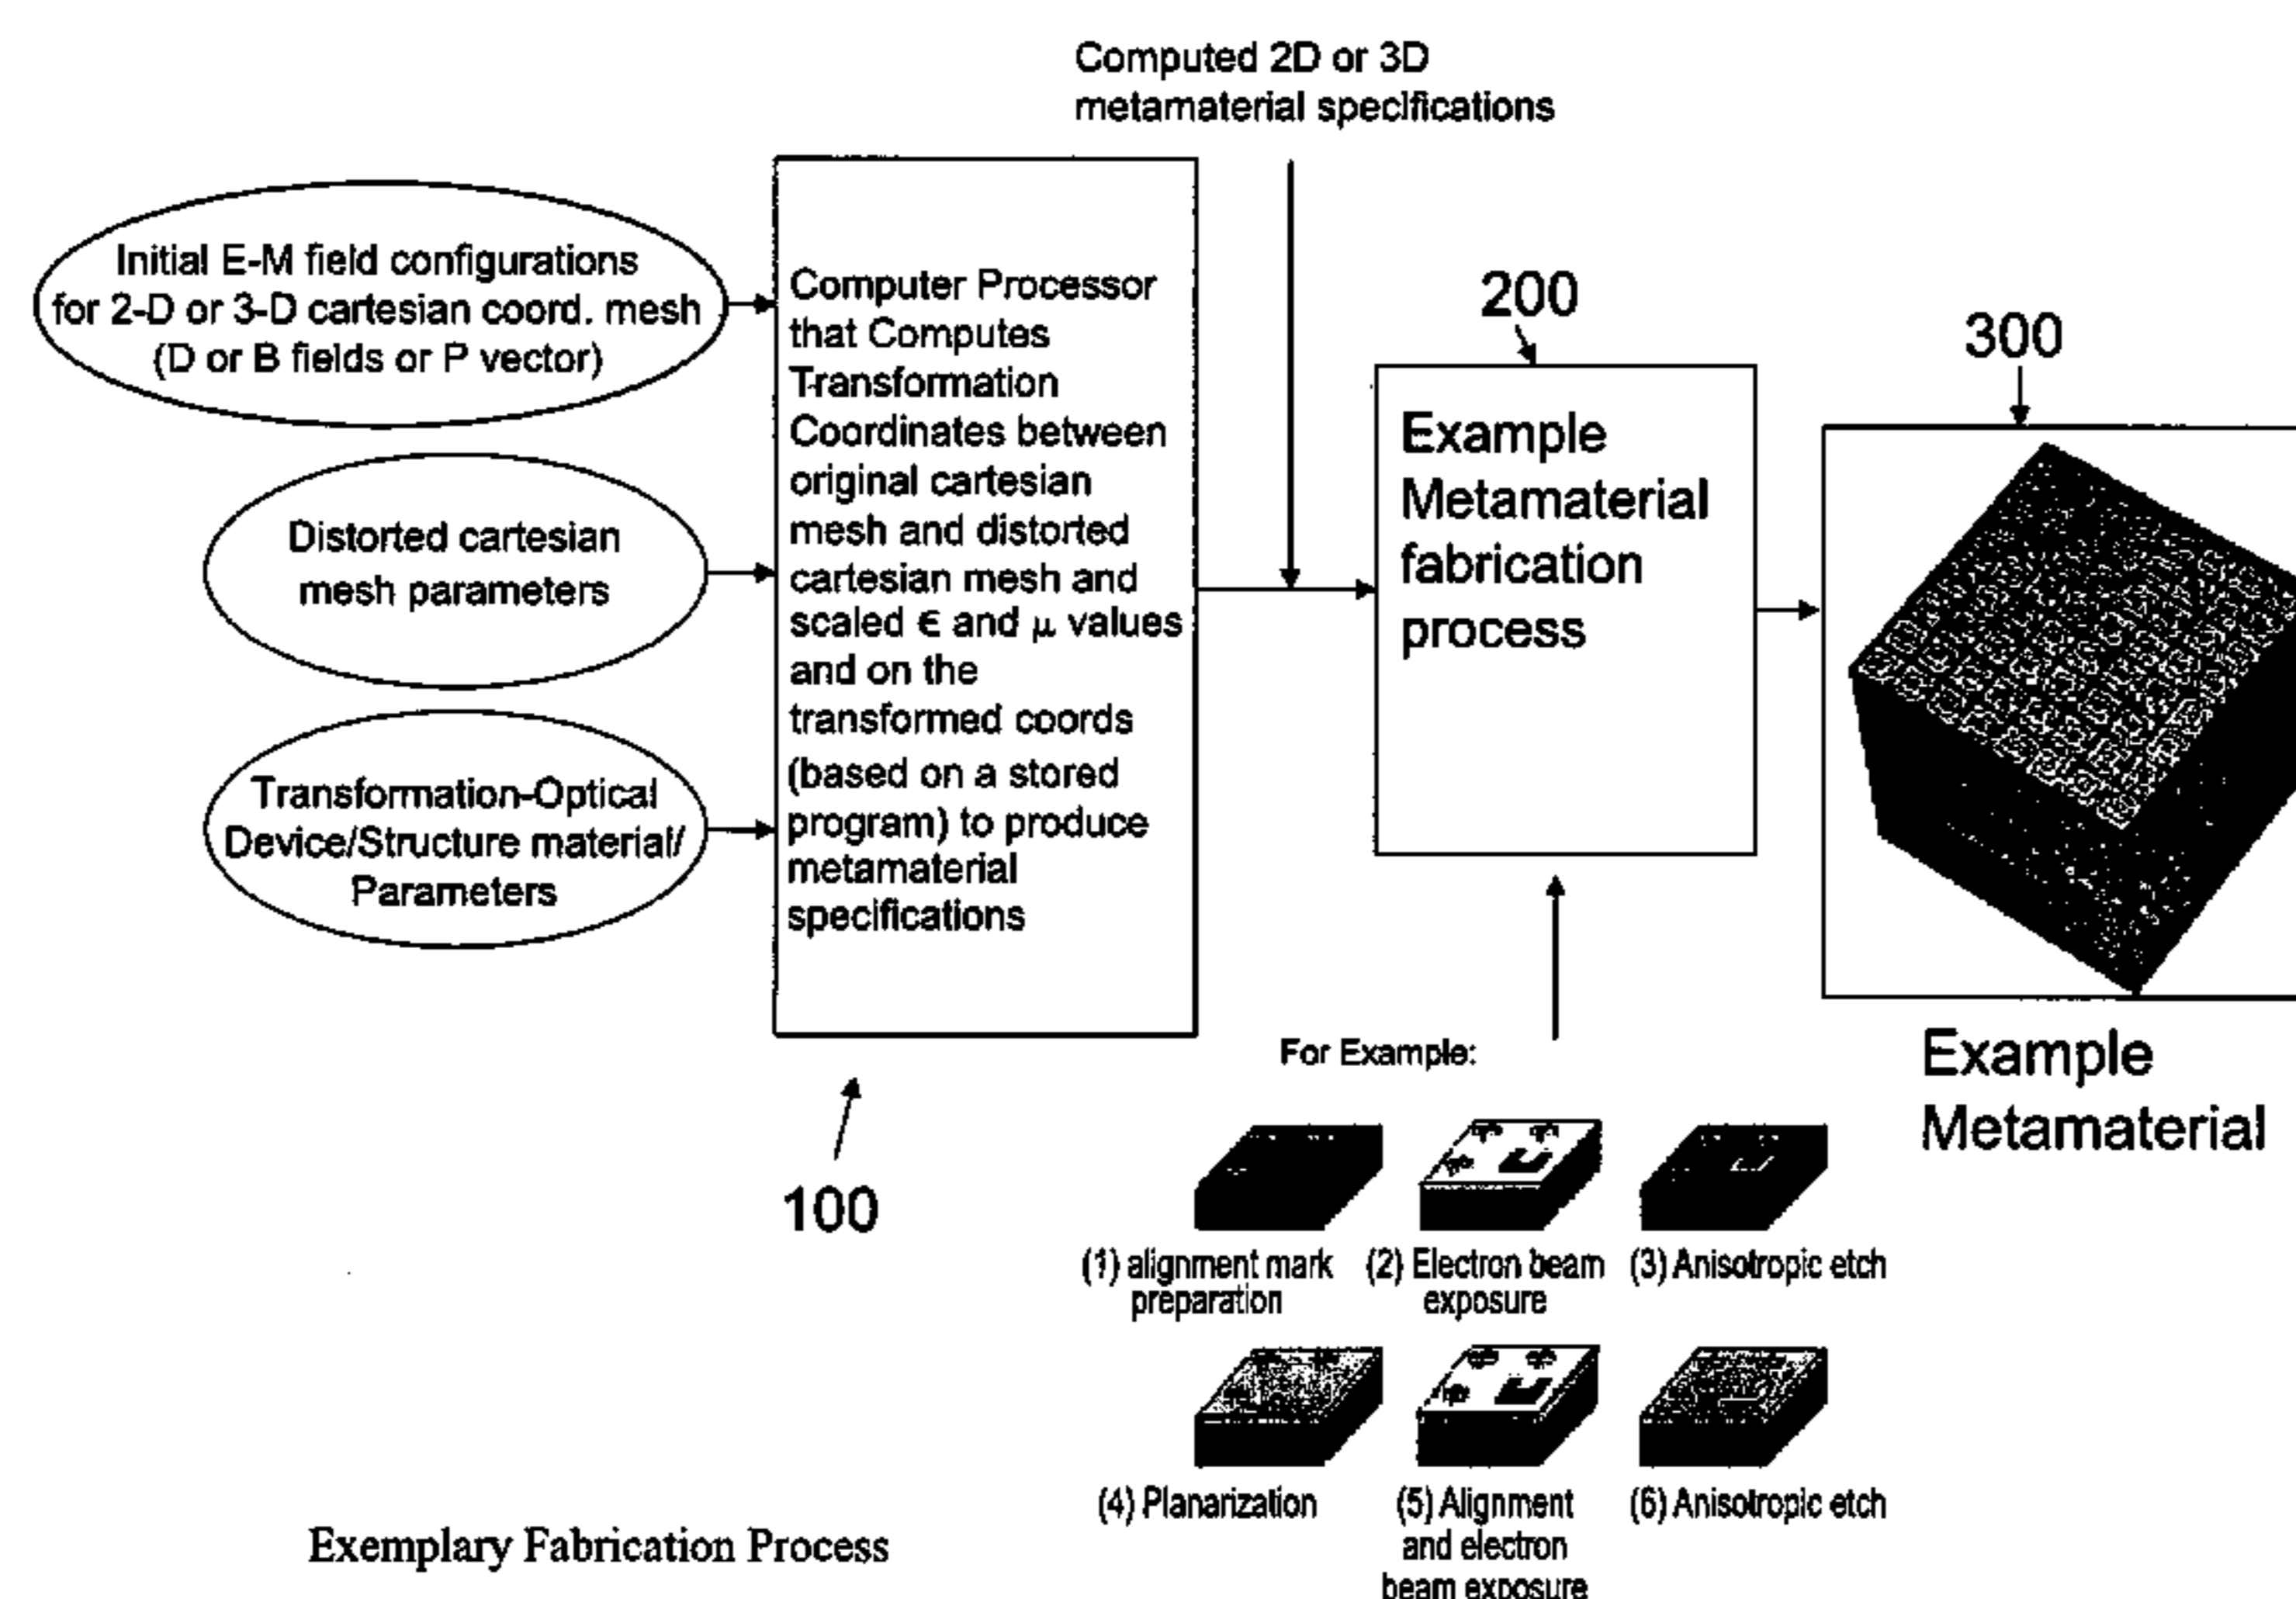 Computed 2D or 3D
metamaterial specifications
Initial E-M field configurations
for 2-D or 3-D cartesian coord. mesh
(D or B fields or P vector)
Distorted cartesian
mesh parameters
Transformation-Optical
Device/Structure material/
Parameters
Computer Processor
that Computes
Transformation
Coordinates between
original cartesian
mesh and distorted
cartesian mesh and
scaled ϵ and μ values
and on the
transformed coords
(based on a stored
program) to produce
metamaterial
specifications
100
200
Example
Metamaterial
fabrication
process
300
Example
Metamaterial
For Example:
(1) alignment mark
preparation
(2) Electron beam
exposure
(3) Anisotropic etch
(4) Planarization
(5) Alignment
and electron
beam exposure
(6) Anisotropic etch
Exemplary Fabrication Process